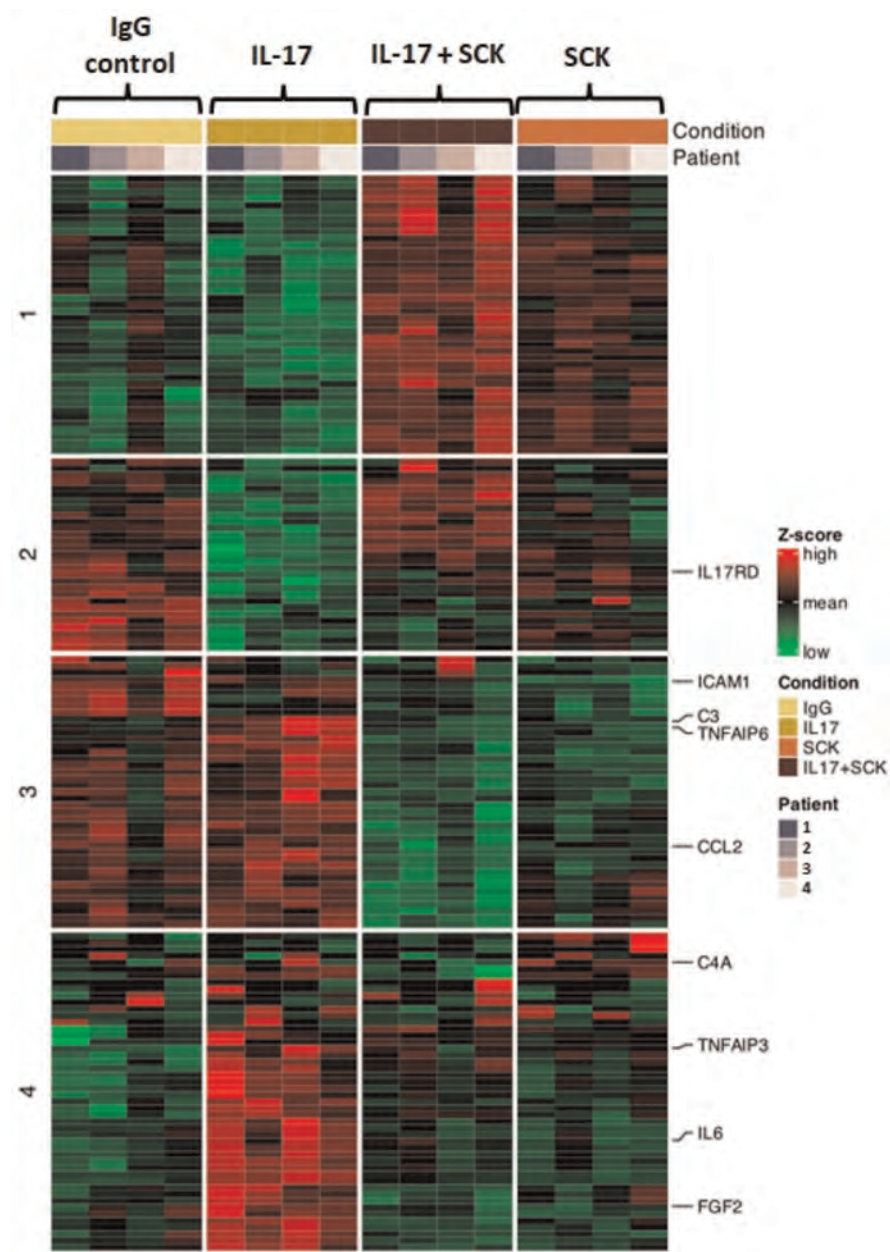 IgG
control
IL-17
IL-17 + SCK
SCK
Condition
Patient
1
2
3
4
IL17RD
ICAM1
C3
TNFAIP6
CCL2
C4A
TNFAIP3
IL6
FGF2
Z-score
high
mean
low
Condition
IgG
IL17
SCK
IL17+SCK
Patient
1
2
3
4